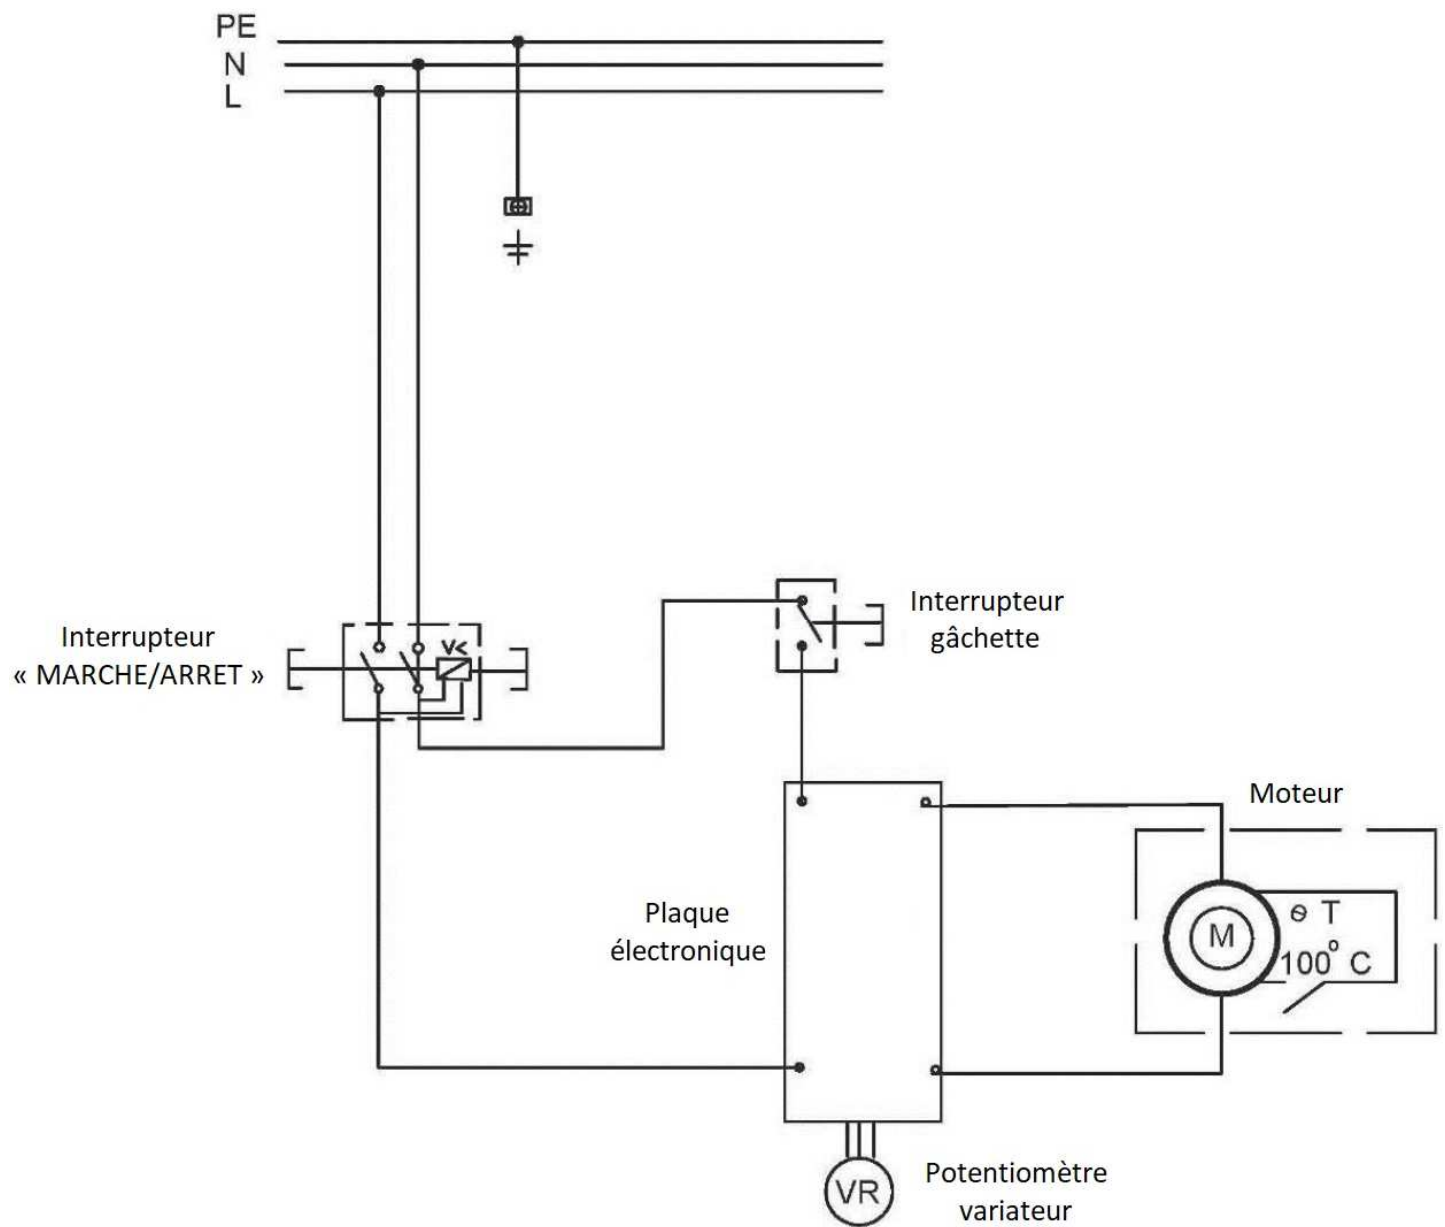 PE
N
L
Interrupteur
« MARCHE/ARRET »
V<
Interrupteur
gâchette
Moteur
Plaque
électronique
M
ɵ T
100° C
VR
Potentiomètre
variateur